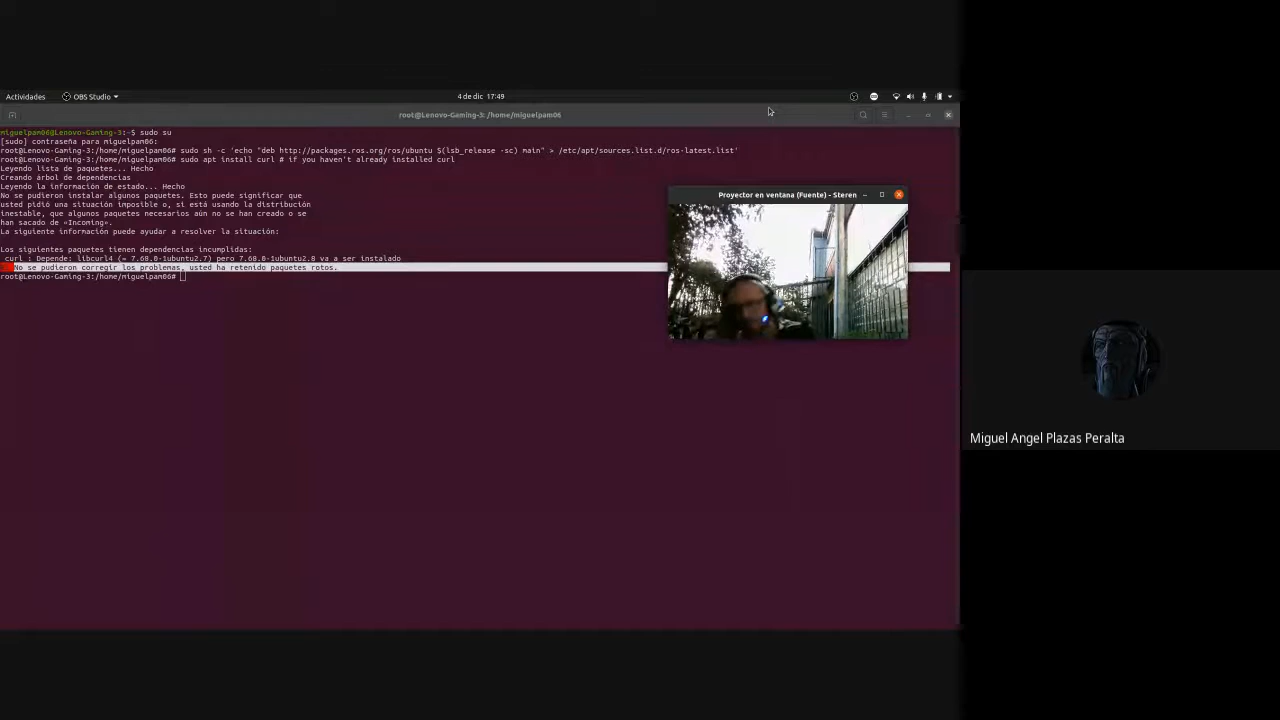 Actividades
OBS Studio
4 de dic 17:49
root@Lenovo-Gaming-3: /home/miguelpam06
miguelpam06@Lenovo-Gaming-3:~$ sudo su
[sudo] contraseña para miguelpam06:
root@Lenovo-Gaming-3:/home/miguelpam06# sudo sh -c 'echo "deb http://packages.ros.org/ros/ubuntu $(lsb_release -sc) main" > /etc/apt/sources.list.d/ros-latest.list'
root@Lenovo-Gaming-3:/home/miguelpam06# sudo apt install curl # if you haven't already installed curl
Leyendo lista de paquetes... Hecho
Creando árbol de dependencias
Leyendo la información de estado... Hecho
No se pudieron instalar algunos paquetes. Esto puede significar que
usted pidió una situación imposible o, si está usando la distribución
inestable, que algunos paquetes necesarios aún no se han creado o se
han sacado de «Incoming».
La siguiente información puede ayudar a resolver la situación:
Los siguientes paquetes tienen dependencias incumplidas:
curl : Depende: libcurl4 (= 7.68.0-1ubuntu2.7) pero 7.68.0-1ubuntu2.8 va a ser instalado
No se pudieron corregir los problemas, usted ha retenido paquetes rotos.
root@Lenovo-Gaming-3:/home/miguelpam06#
Proyector en ventana (Fuente) - Steren
Miguel Angel Plazas Peralta